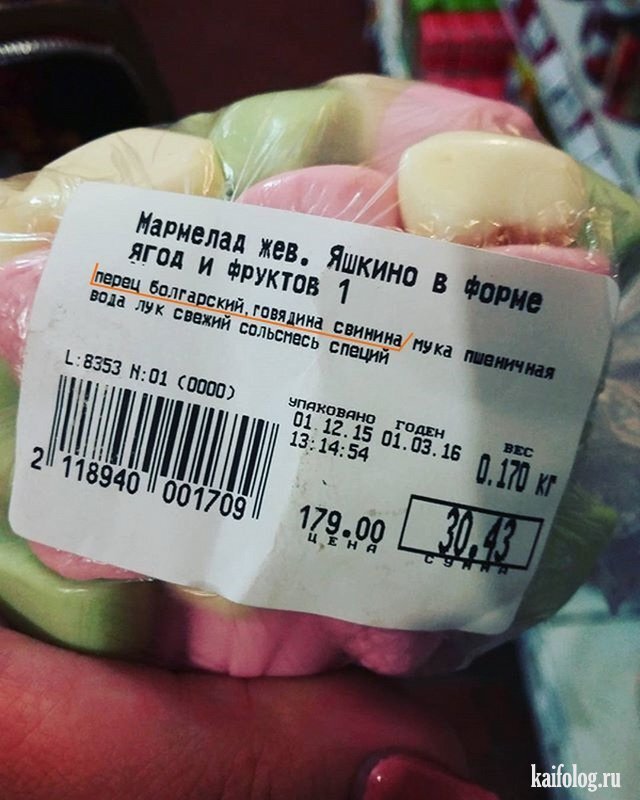 Мармелад жев. Яшкино в форме
ягод и фруктов 1
перец болгарский, говядина свинина/мука пшеничная
вода лук свежий сольсмесь специй
L:8353 H:01 (0000)
2 118940 001709
упаковано
01.12.15
13:14:54
годен
01.03.16
вес
0.170 кг
179.00
цена
30.43
сумма
kaifolog.ru